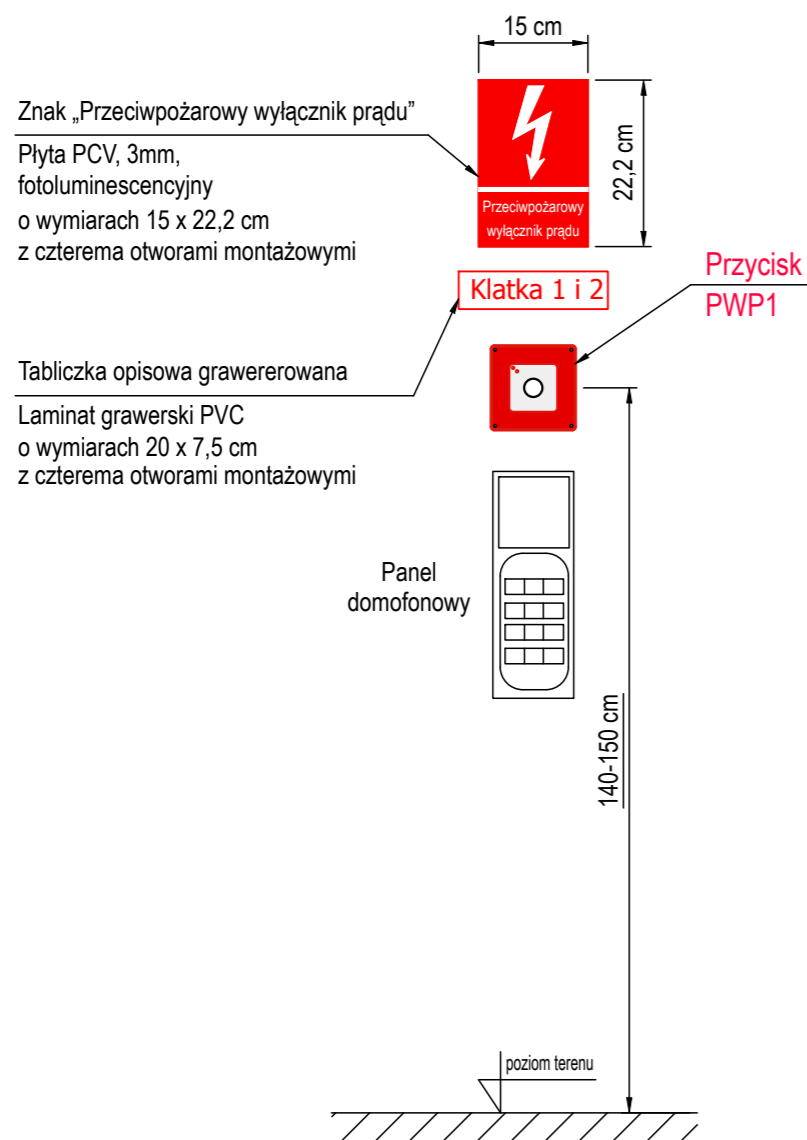 15 cm
Znak „Przeciwpożarowy wyłącznik prądu”
Płyta PCV, 3mm,
fotoluminescencyjny
o wymiarach 15 x 22,2 cm
z czterema otworami montażowymi
22,2 cm
Przeciwpożarowy
wyłącznik prądu
Klatka 1 i 2
Przycisk
PWP1
Tabliczka opisowa grawererowana
Laminat grawerski PVC
o wymiarach 20 x 7,5 cm
z czterema otworami montażowymi
Panel
domofonowy
140-150 cm
poziom terenu